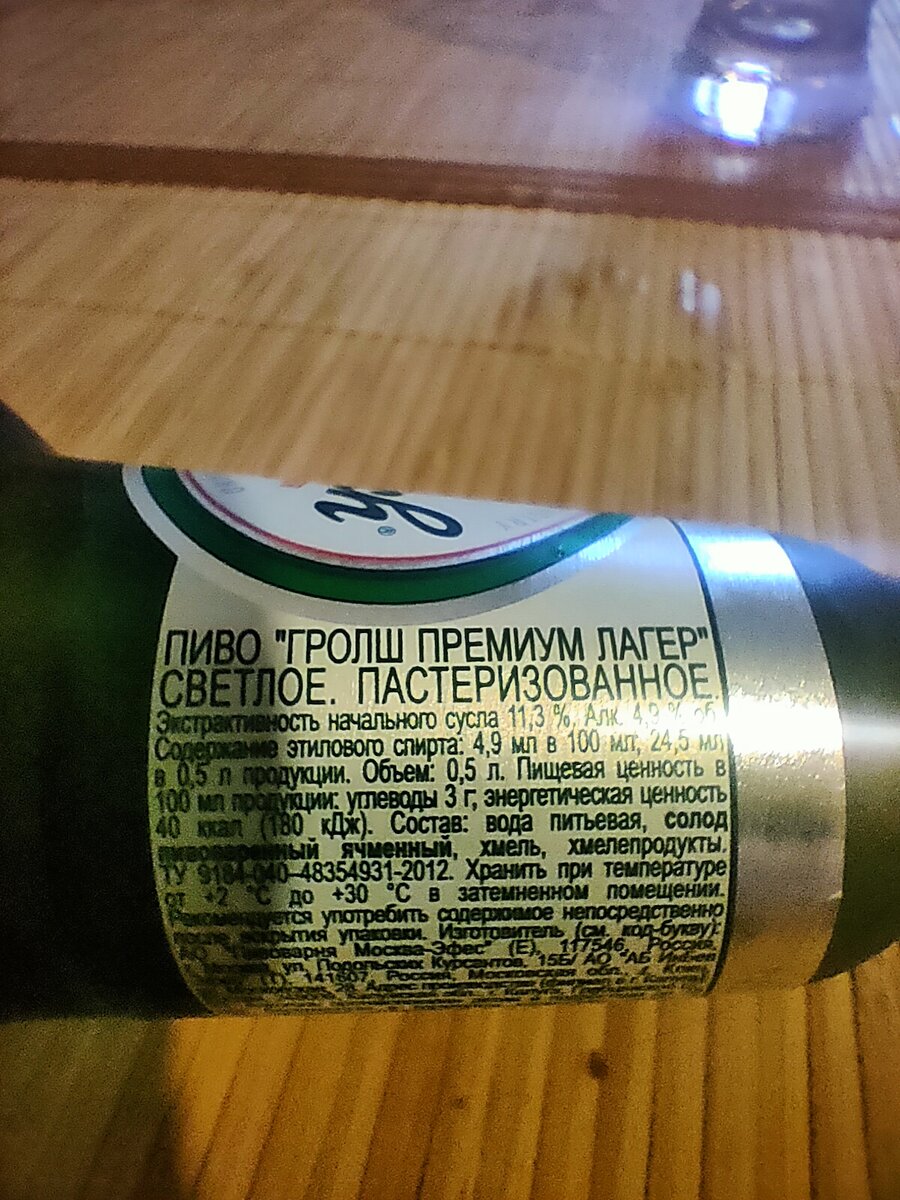 ПИВО "ГРОЛШ ПРЕМИУМ ЛАГЕР"
СВЕТЛОЕ. ПАСТЕРИЗОВАННОЕ.
Экстрактивность начального сусла 11,3 %, Алк. 4,9 % об.
Содержание этилового спирта: 4,9 мл в 100 мл; 24,5 мл
в 0,5 л продукции. Объем: 0,5 л. Пищевая ценность в
100 мл продукции: углеводы 3 г, энергетическая ценность
40 ккал (180 кДж). Состав: вода питьевая, солод
пивоваренный ячменный, хмель, хмелепродукты.
ТУ 9184-040-48354931-2012. Хранить при температуре
от +2 °C до +30 °C в затемненном помещении.
Рекомендуется употребить содержимое непосредственно
после вскрытия упаковки. Изготовитель (см. код-букву):
"Пивоварня Москва-Эфес" (Е), 117546, Россия,
ул. Подольских Курсантов, 15Б/ АО "АБ
141607, Россия, Московская обл., г. Клин,